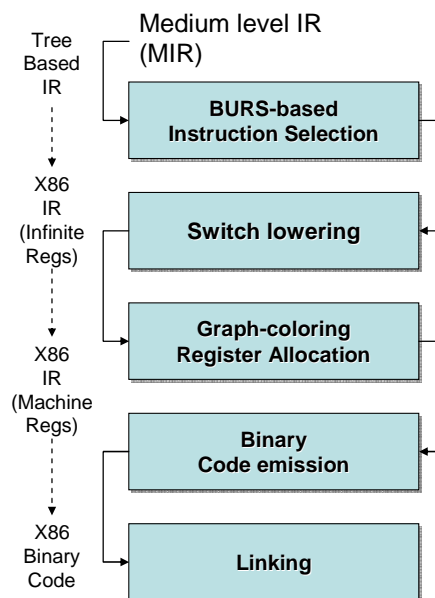 Medium level IR
(MIR)
Tree
Based
IR
BURS-based
Instruction Selection
X86
IR
(Infinite
Regs)
Switch lowering
Graph-coloring
Register Allocation
X86
IR
(Machine
Regs)
Binary
Code emission
X86
Binary
Code
Linking